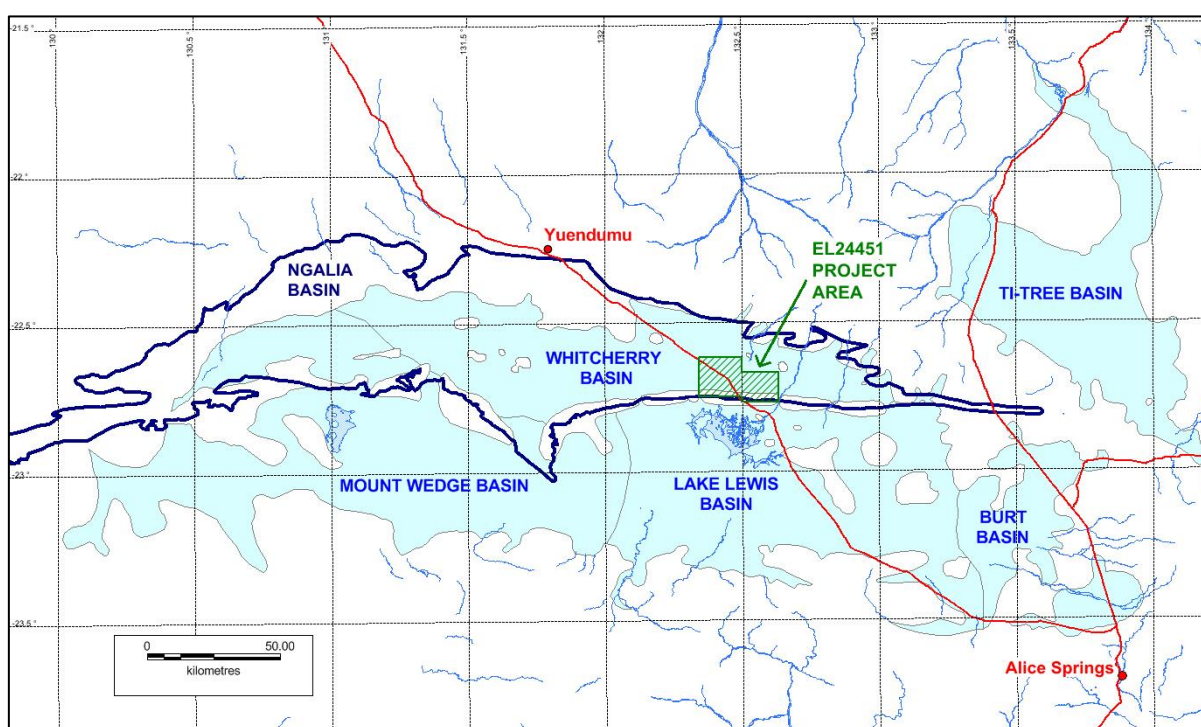 130°
130.5°
131°
131.5°
132°
132.5°
133°
133.5°
134°
-21.5°
-22°
-22.5°
-23°
-23.5°
Yuendumu
EL24451
PROJECT
AREA
NGALIA
BASIN
TI-TREE BASIN
WHITCHERRY
BASIN
MOUNT WEDGE BASIN
LAKE LEWIS
BASIN
BURT
BASIN
Alice Springs
0 50.00
kilometres